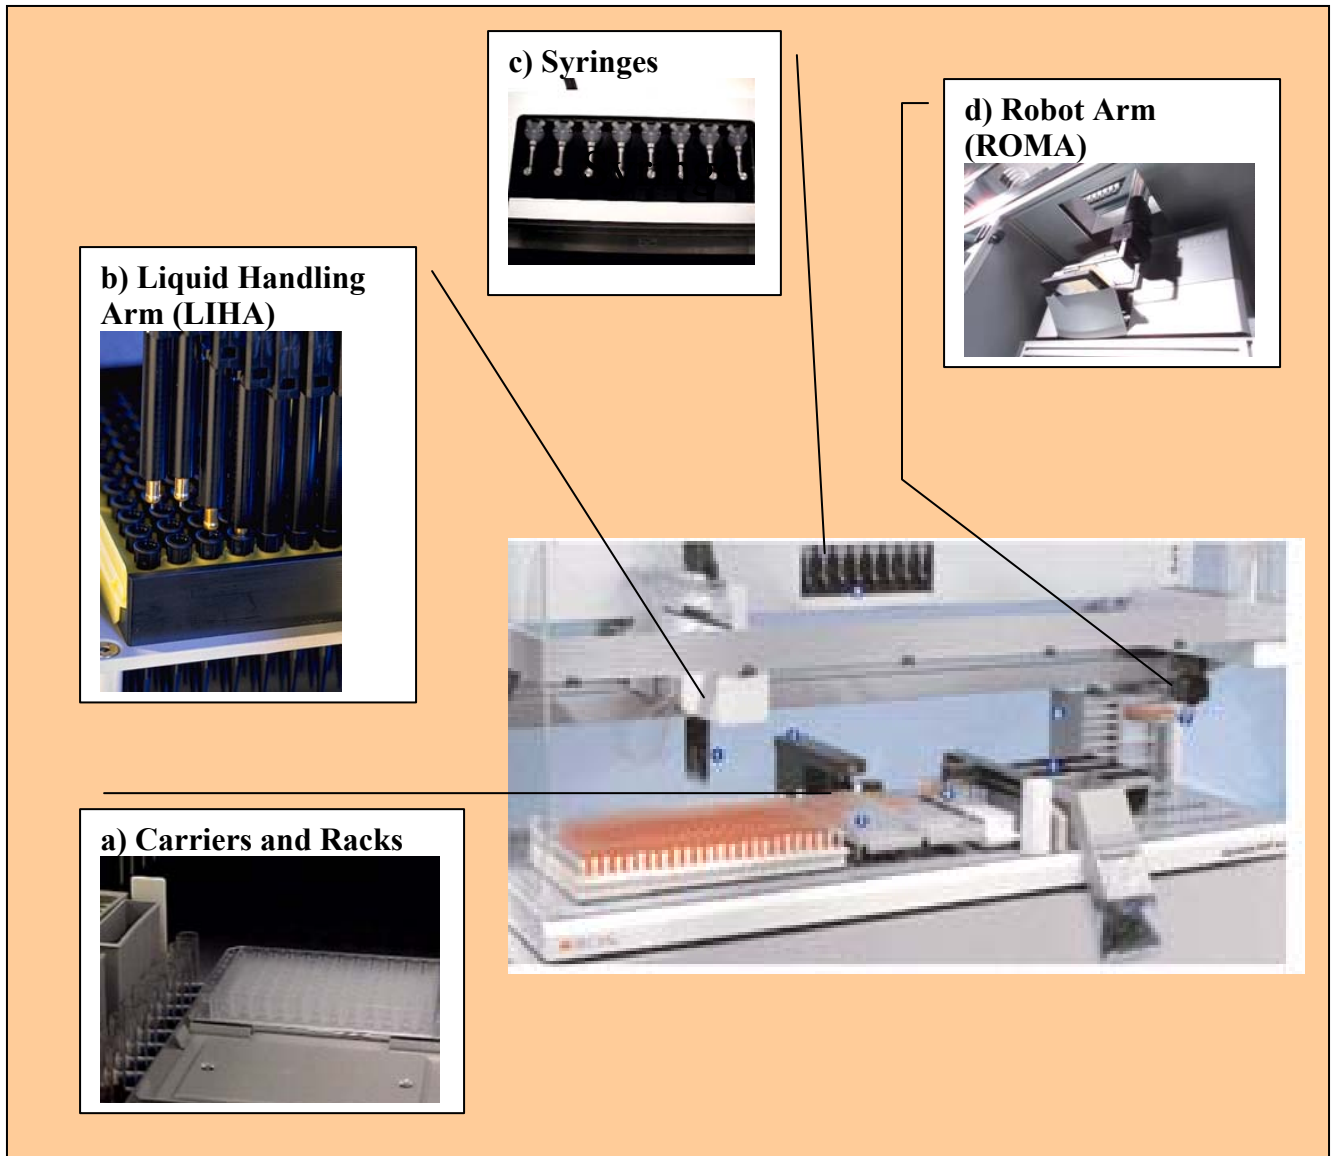 c) Syringes
d) Robot Arm
(ROMA)
b) Liquid Handling
Arm (LIHA)
a) Carriers and Racks